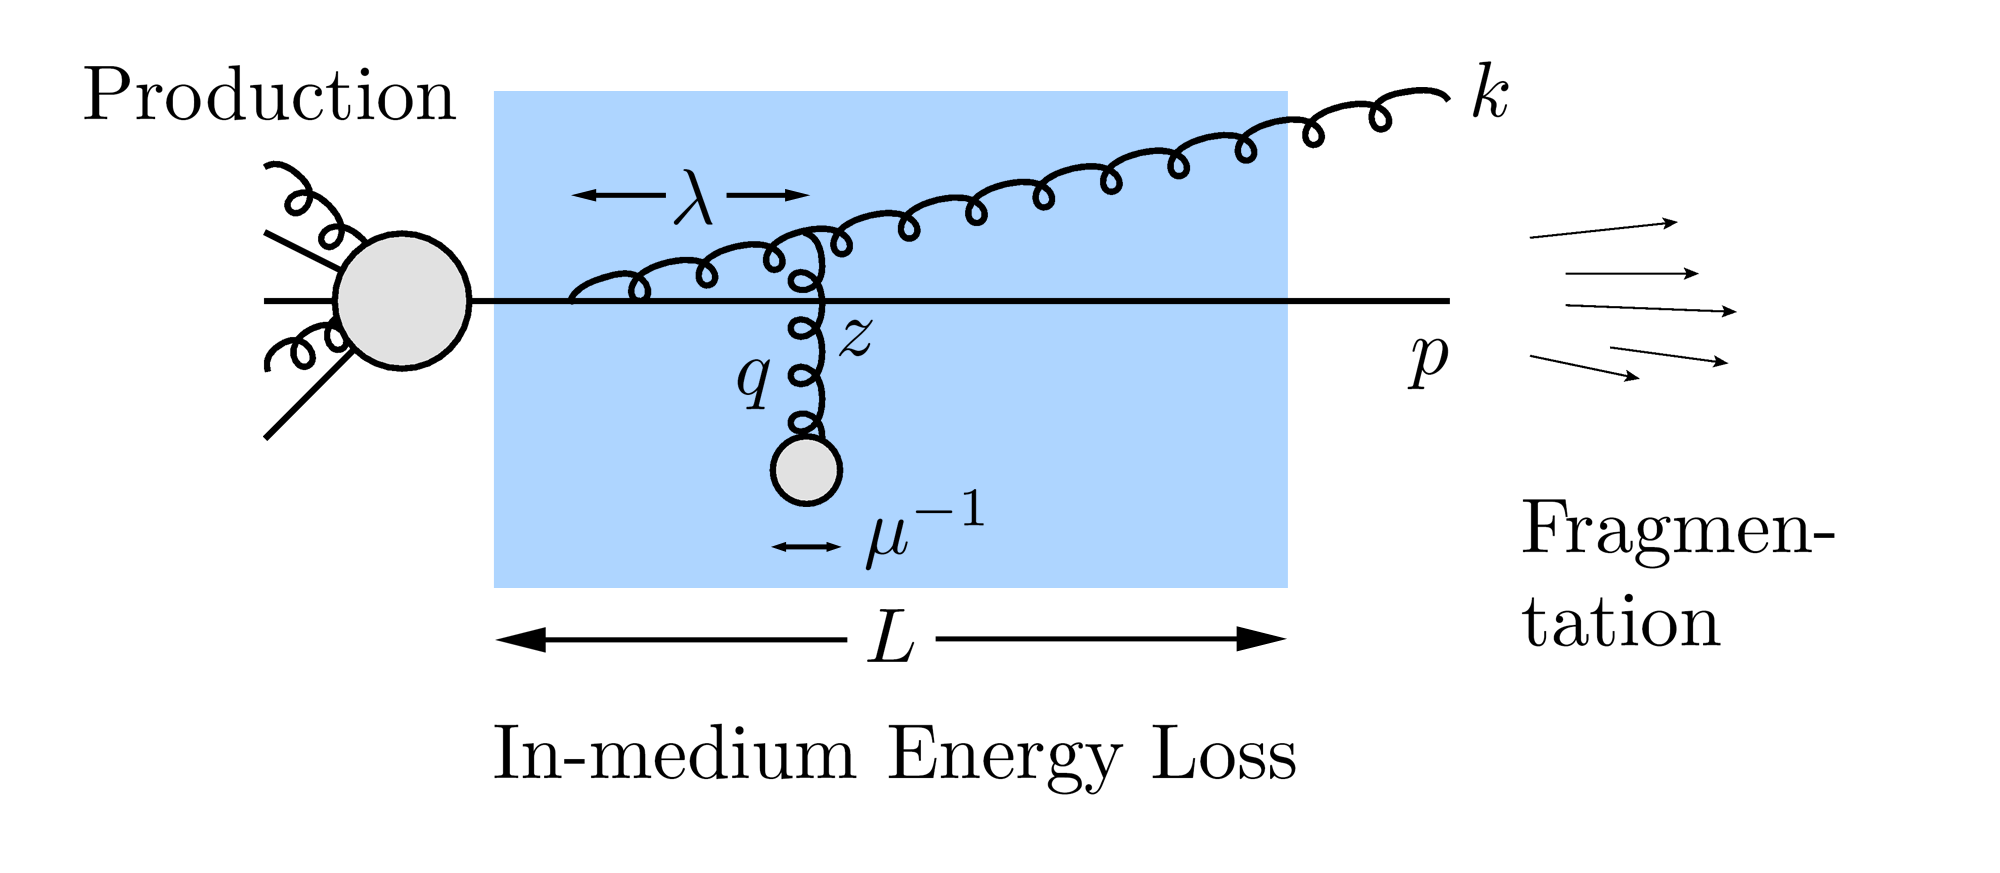 Production
k
λ
z
q
p
μ⁻¹
Fragmen-
tation
L
In-medium Energy Loss